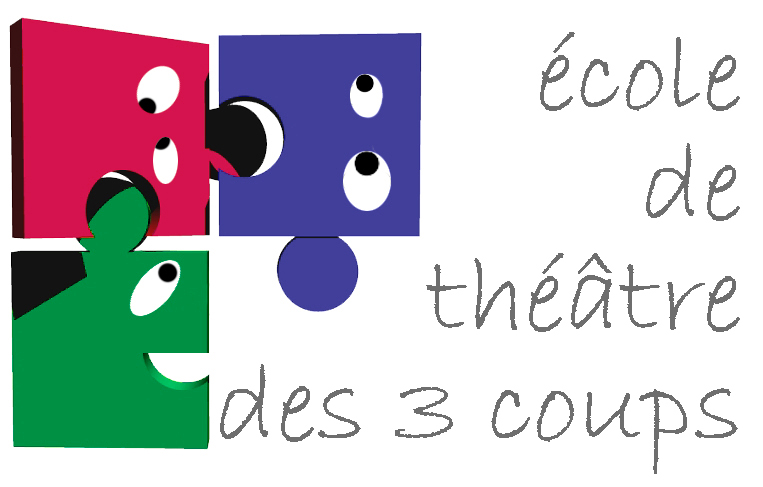 école
de
théâtre
des 3 coups